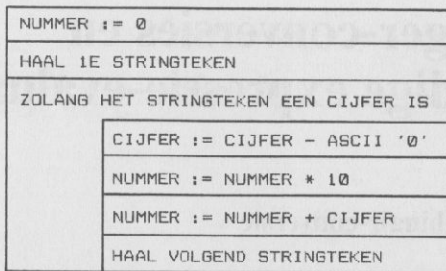 NUMMER := 0
HAAL 1E STRINGTEKEN
ZOLANG HET STRINGTEKEN EEN CIJFER IS
CIJFER := CIJFER - ASCII '0'
NUMMER := NUMMER * 10
NUMMER := NUMMER + CIJFER
HAAL VOLGEND STRINGTEKEN